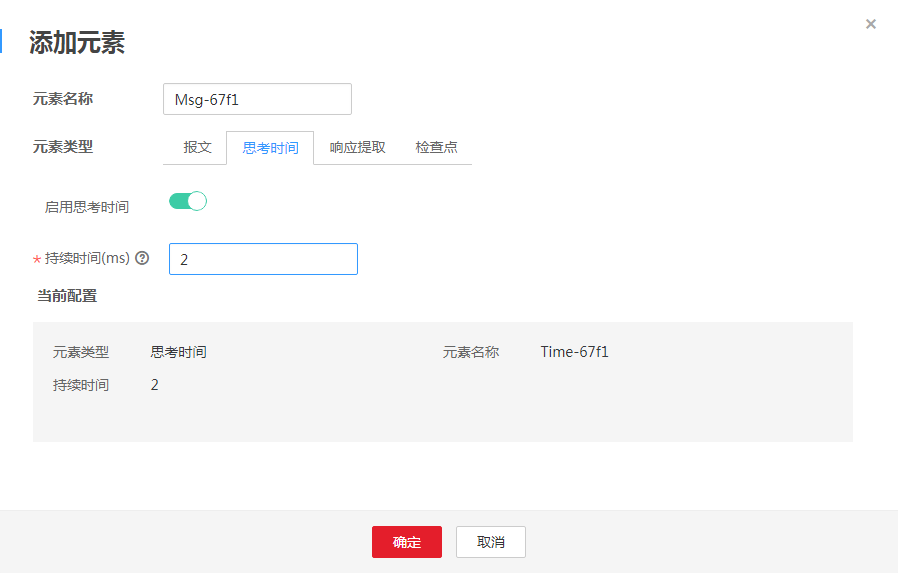 添加元素
×
元素名称 Msg-67f1
元素类型 报文 思考时间 响应提取 检查点
启用思考时间
* 持续时间(ms) ? 2
当前配置
元素类型 思考时间 元素名称 Time-67f1
持续时间 2
确定 取消